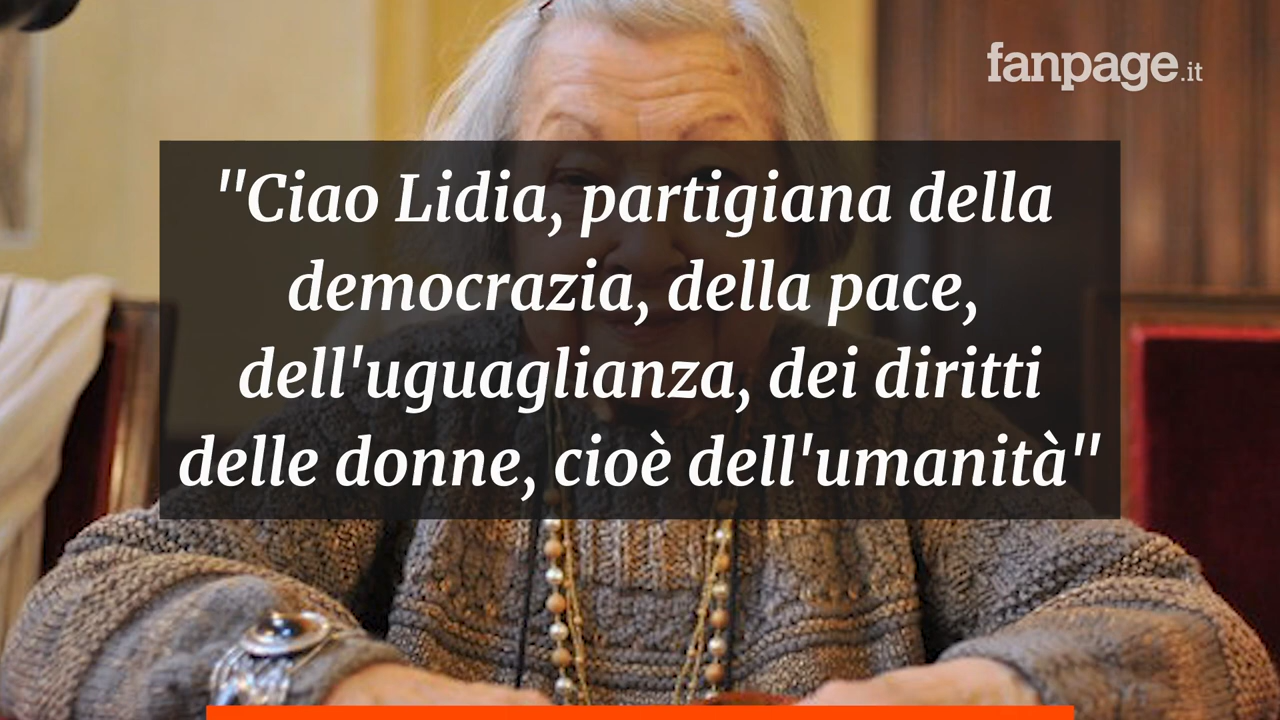 fanpage.it
"Ciao Lidia, partigiana della
democrazia, della pace,
dell'uguaglianza, dei diritti
delle donne, cioè dell'umanità"